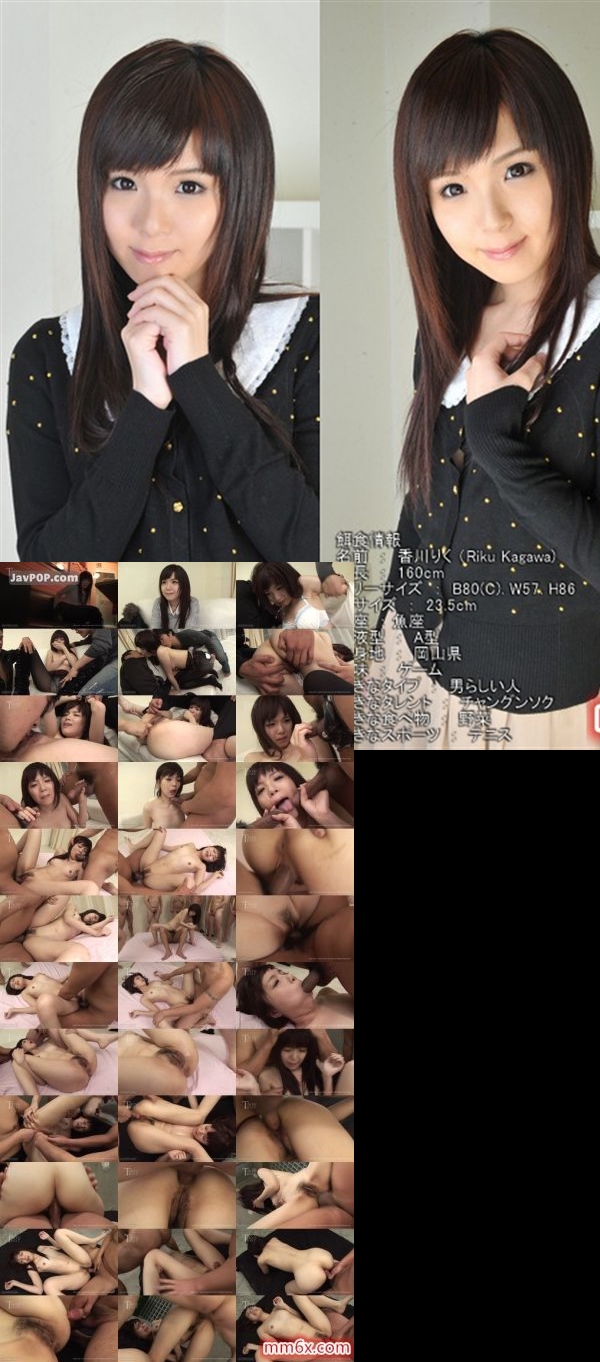 餌食情報
名前 : 香川りく (Riku Kagawa)
長 : 160cm
リーサイズ : B80(C). W57. H86
サイズ : 23.5cm
座 : 魚座
液型 : A型
身地 : 岡山県
味 : ゲーム
きなタイプ : 男らしい人
きなタレント : チャングンソク
きな食べ物 : 野菜
きなスポーツ : テニス
JavPOP.com
mm6x.com